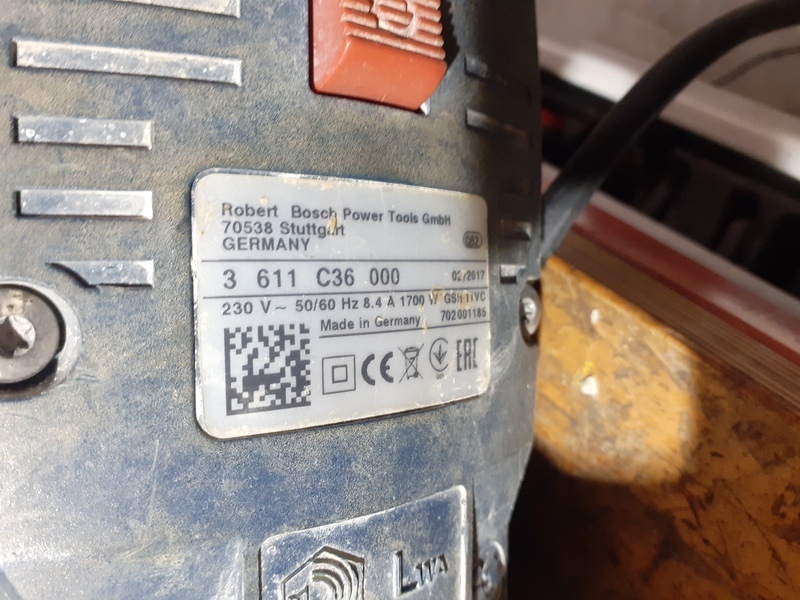 Robert Bosch Power Tools GmbH
70538 Stuttgart
GERMANY
082
3 611 C36 000
02/2017
230 V ~ 50/60 Hz 8.4 A 1700 W GSH 11VC
Made in Germany
702001185
CE
EAC
LWA